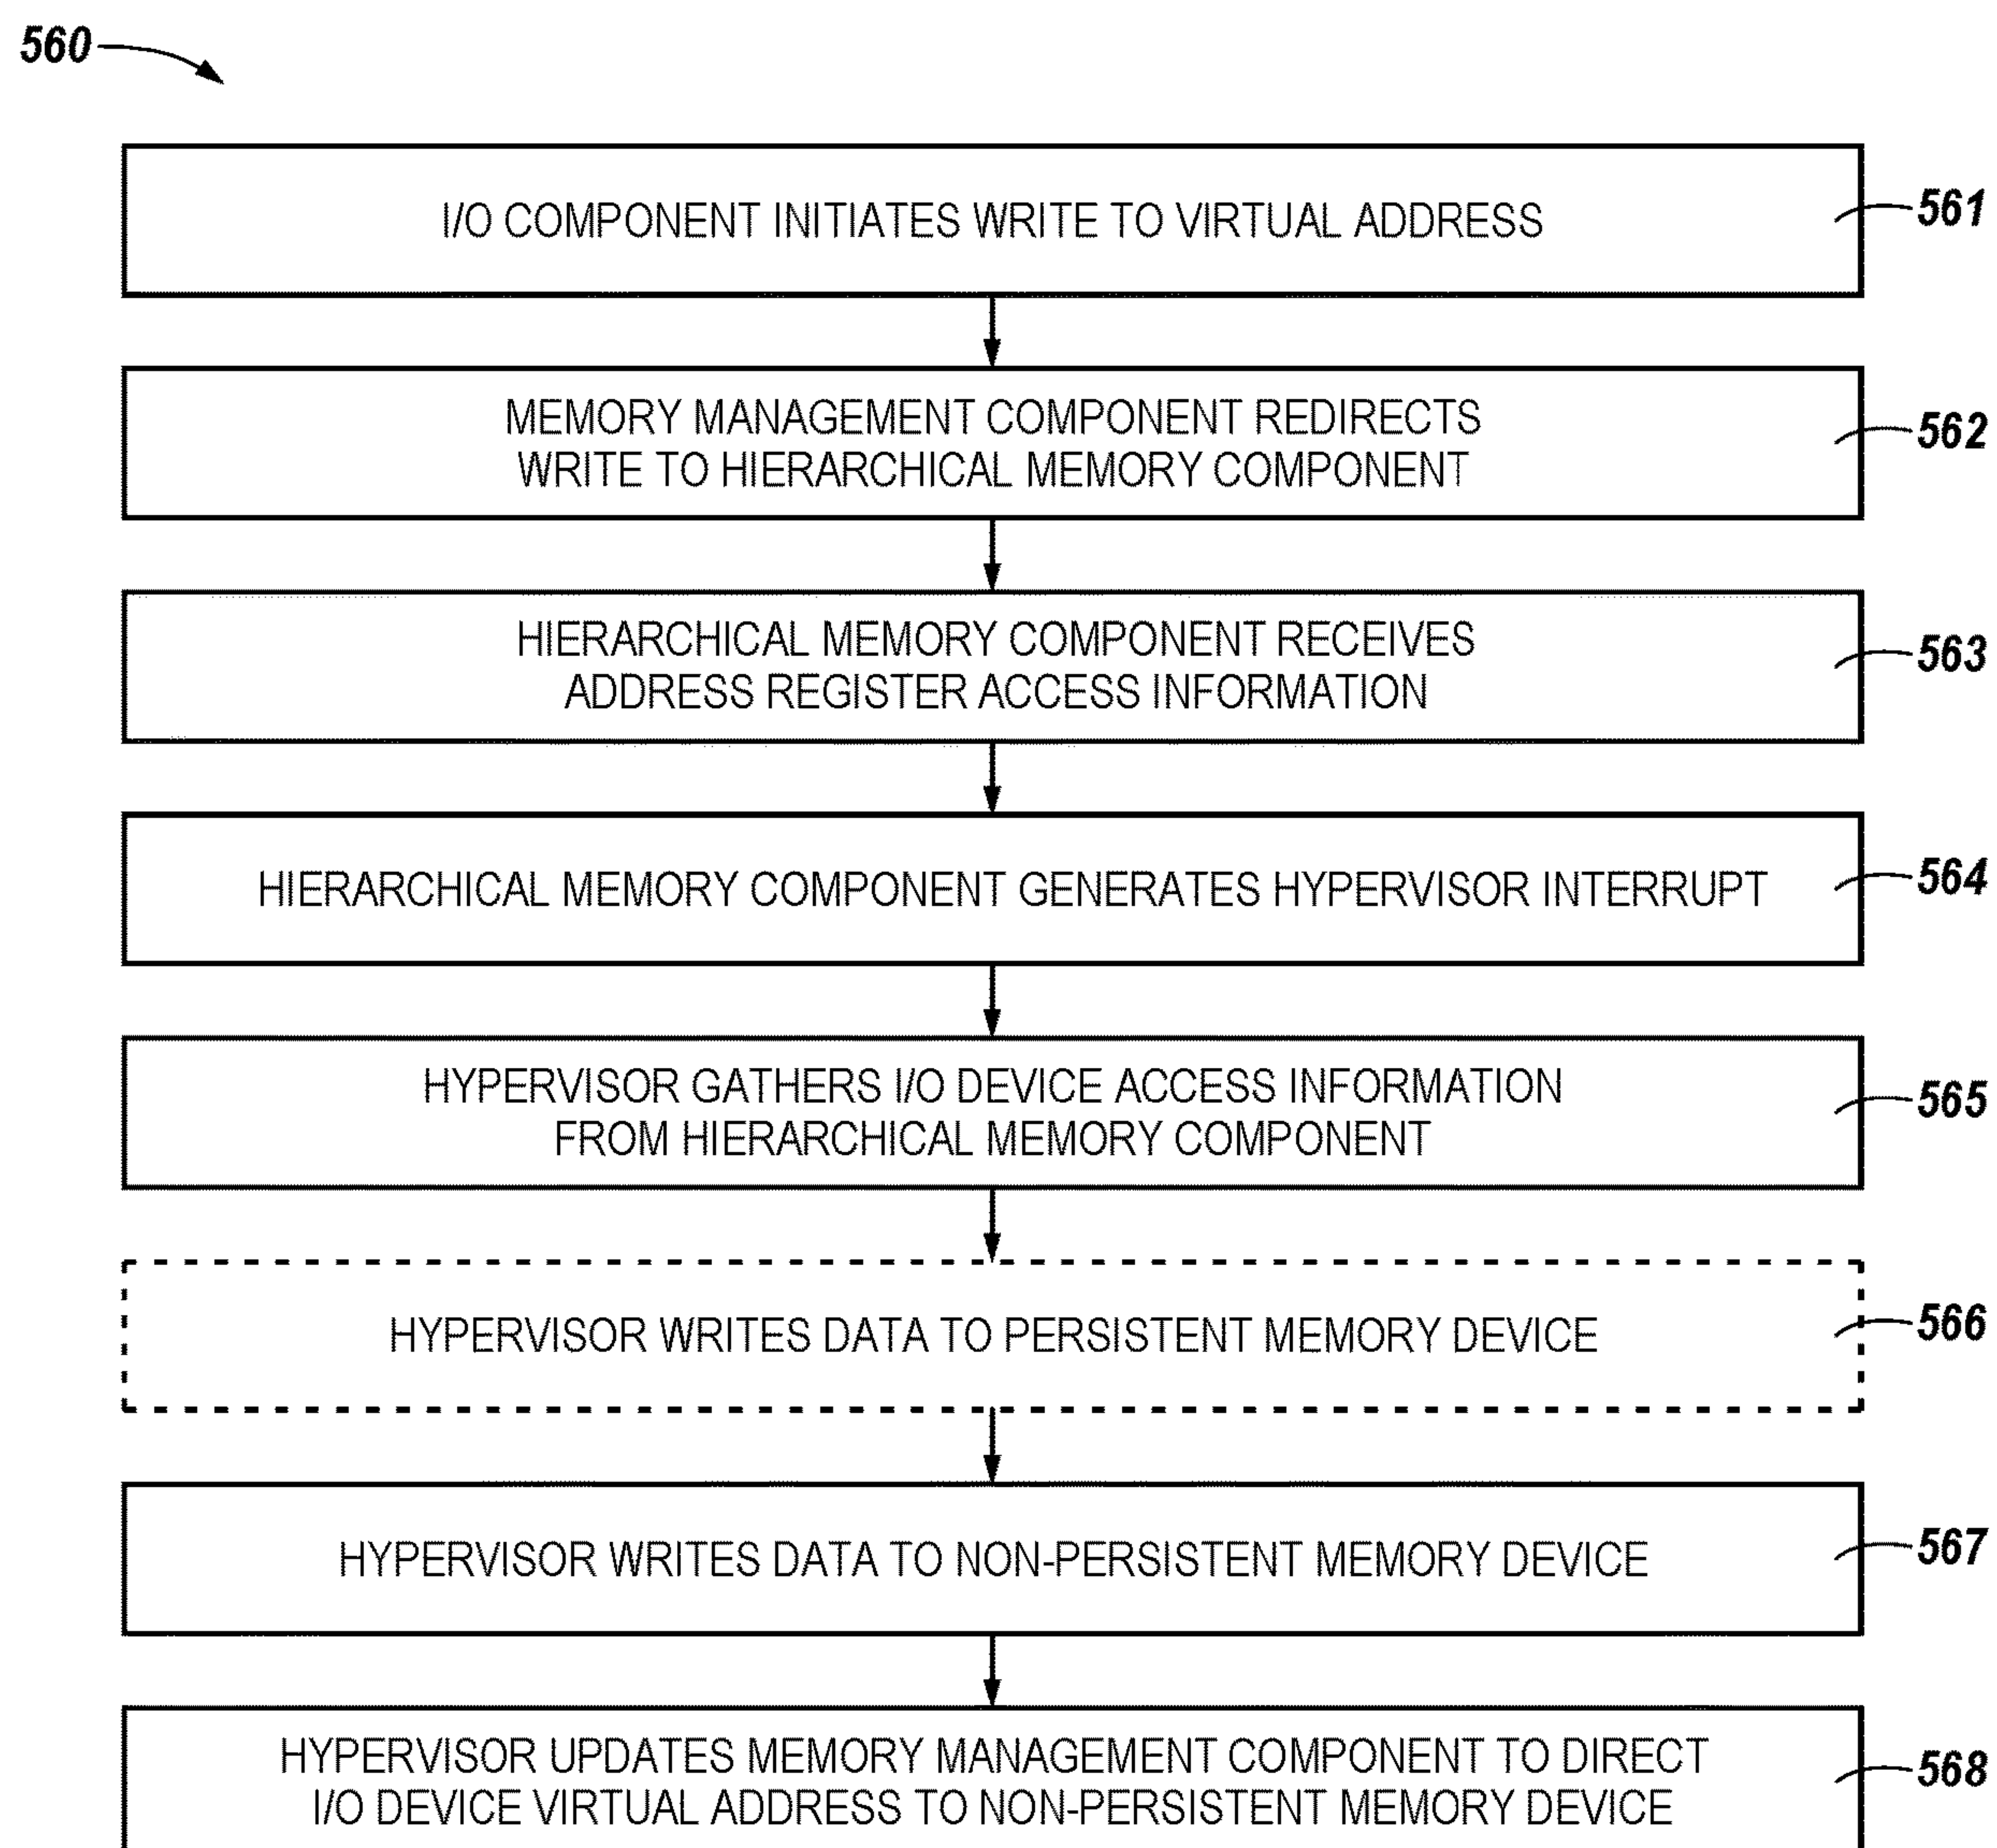 560
I/O COMPONENT INITIATES WRITE TO VIRTUAL ADDRESS
561
MEMORY MANAGEMENT COMPONENT REDIRECTS
WRITE TO HIERARCHICAL MEMORY COMPONENT
562
HIERARCHICAL MEMORY COMPONENT RECEIVES
ADDRESS REGISTER ACCESS INFORMATION
563
HIERARCHICAL MEMORY COMPONENT GENERATES HYPERVISOR INTERRUPT
564
HYPERVISOR GATHERS I/O DEVICE ACCESS INFORMATION
FROM HIERARCHICAL MEMORY COMPONENT
565
HYPERVISOR WRITES DATA TO PERSISTENT MEMORY DEVICE
566
HYPERVISOR WRITES DATA TO NON-PERSISTENT MEMORY DEVICE
567
HYPERVISOR UPDATES MEMORY MANAGEMENT COMPONENT TO DIRECT
I/O DEVICE VIRTUAL ADDRESS TO NON-PERSISTENT MEMORY DEVICE
568